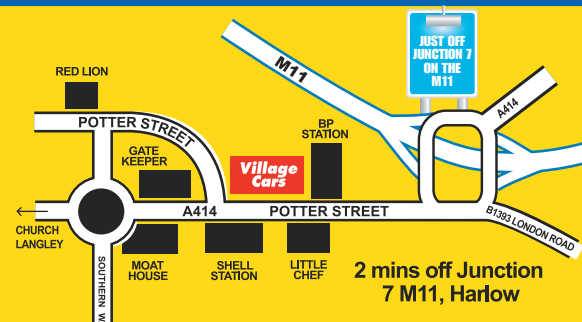 JUST OFF
JUNCTION 7
ON THE
M11
M11
A414
RED LION
POTTER STREET
BP
STATION
GATE
KEEPER
Village
Cars
A414
POTTER STREET
B1393 LONDON ROAD
CHURCH
LANGLEY
SOUTHERN
MOAT
HOUSE
SHELL
STATION
LITTLE
CHEF
2 mins off Junction
7 M11, Harlow